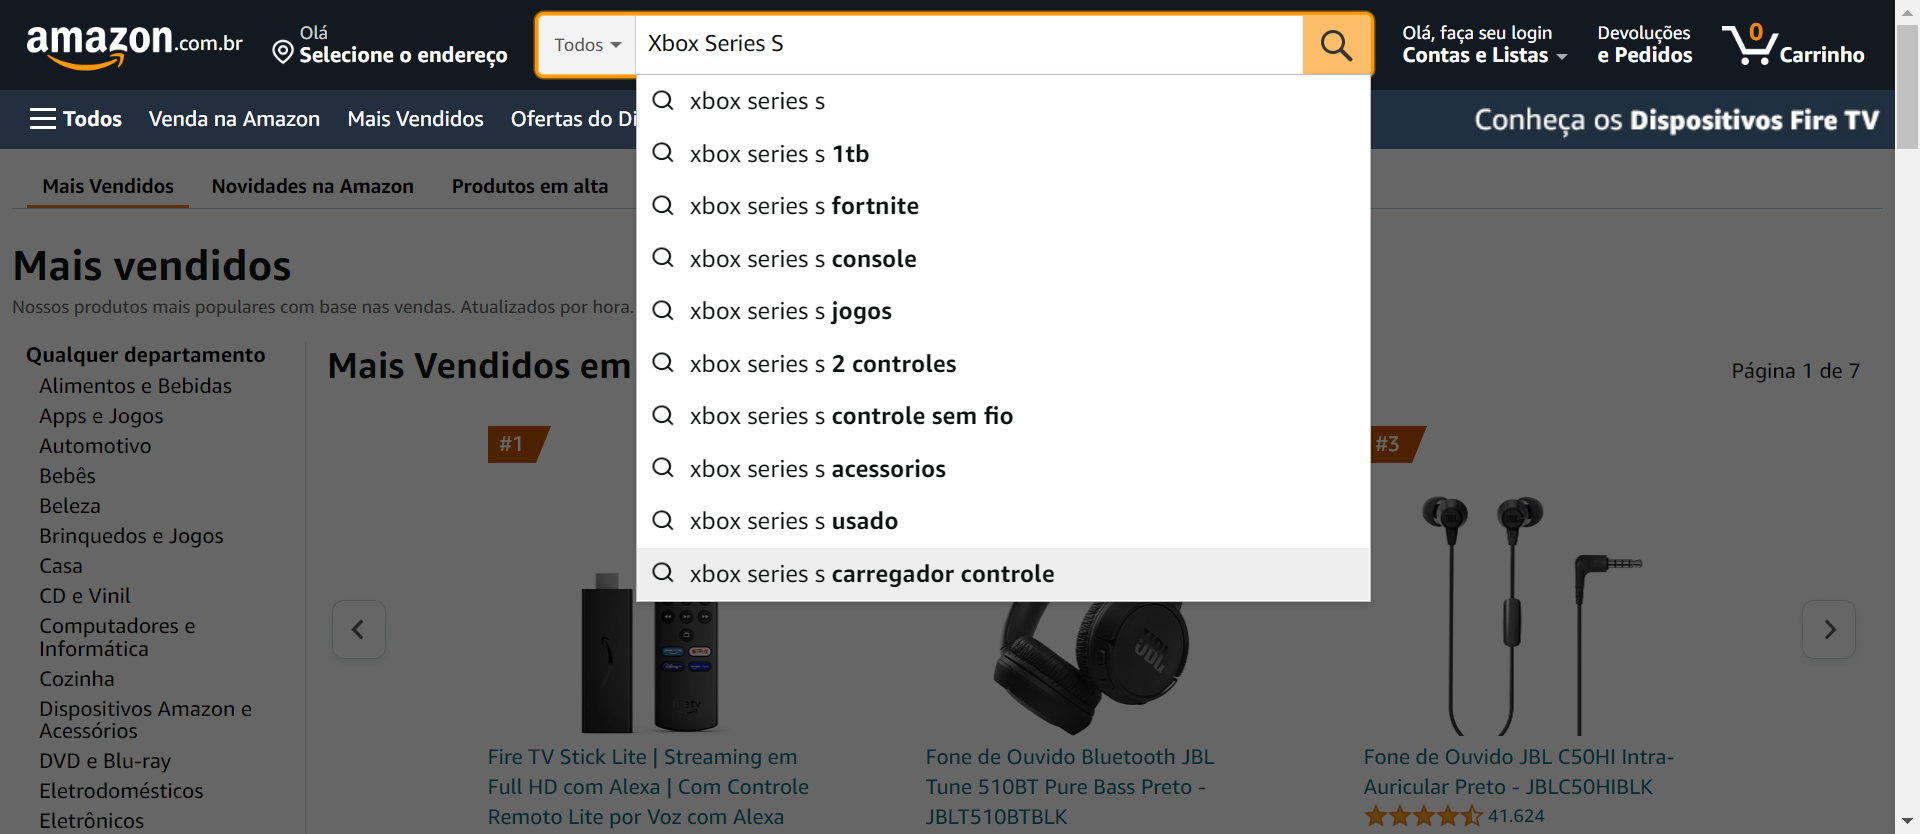 amazon.com.br
Olá
Selecione o endereço
Todos
Xbox Series S
Olá, faça seu login
Contas e Listas
Devoluções
e Pedidos
0
Carrinho
Todos
Venda na Amazon
Mais Vendidos
Ofertas do Di
Conheça os Dispositivos Fire TV
xbox series s
xbox series s 1tb
xbox series s fortnite
xbox series s console
xbox series s jogos
xbox series s 2 controles
xbox series s controle sem fio
xbox series s acessorios
xbox series s usado
xbox series s carregador controle
Mais Vendidos
Novidades na Amazon
Produtos em alta
Mais vendidos
Nossos produtos mais populares com base nas vendas. Atualizados por hora.
Qualquer departamento
Alimentos e Bebidas
Apps e Jogos
Automotivo
Bebês
Beleza
Brinquedos e Jogos
Casa
CD e Vinil
Computadores e
Informática
Cozinha
Dispositivos Amazon e
Acessórios
DVD e Blu-ray
Eletrodomésticos
Eletrônicos
Mais Vendidos em
Página 1 de 7
#1
Fire TV Stick Lite | Streaming em
Full HD com Alexa | Com Controle
Remoto Lite por Voz com Alexa
JBL
Fone de Ouvido Bluetooth JBL
Tune 510BT Pure Bass Preto -
JBLT510BTBLK
#3
Fone de Ouvido JBL C50HI Intra-
Auricular Preto - JBLC50HIBLK
41.624